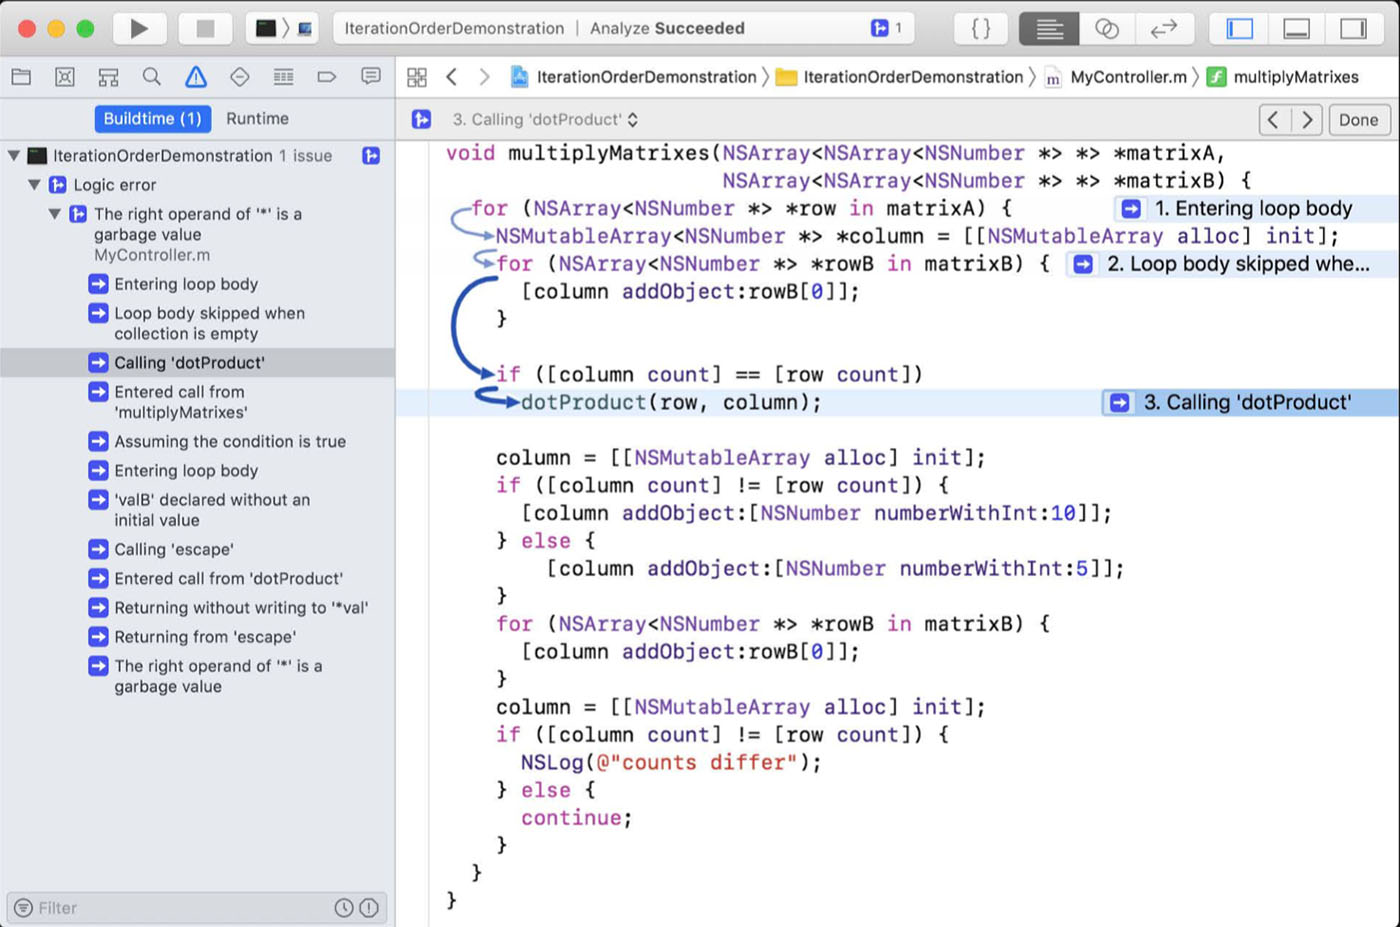 IterationOrderDemonstration | Analyze Succeeded 1
{}
IterationOrderDemonstration IterationOrderDemonstration m MyController.m f multiplyMatrixes
Buildtime (1) Runtime
3. Calling 'dotProduct' Done
IterationOrderDemonstration 1 issue
Logic error
The right operand of '*' is a
garbage value
MyController.m
Entering loop body
Loop body skipped when
collection is empty
Calling 'dotProduct'
Entered call from
'multiplyMatrixes'
Assuming the condition is true
Entering loop body
'valB' declared without an
initial value
Calling 'escape'
Entered call from 'dotProduct'
Returning without writing to '*val'
Returning from 'escape'
The right operand of '*' is a
garbage value
Filter
void multiplyMatrixes(NSArray<NSArray<NSNumber *> *> *matrixA,
NSArray<NSArray<NSNumber *> *> *matrixB) {
for (NSArray<NSNumber *> *row in matrixA) { 1. Entering loop body
NSMutableArray<NSNumber *> *column = [[NSMutableArray alloc] init];
for (NSArray<NSNumber *> *rowB in matrixB) { 2. Loop body skipped whe...
[column addObject:rowB[0]];
}
if ([column count] == [row count])
dotProduct(row, column); 3. Calling 'dotProduct'
column = [[NSMutableArray alloc] init];
if ([column count] != [row count]) {
[column addObject:[NSNumber numberWithInt:10]];
} else {
[column addObject:[NSNumber numberWithInt:5]];
}
for (NSArray<NSNumber *> *rowB in matrixB) {
[column addObject:rowB[0]];
}
column = [[NSMutableArray alloc] init];
if ([column count] != [row count]) {
NSLog(@"counts differ");
} else {
continue;
}
}
}